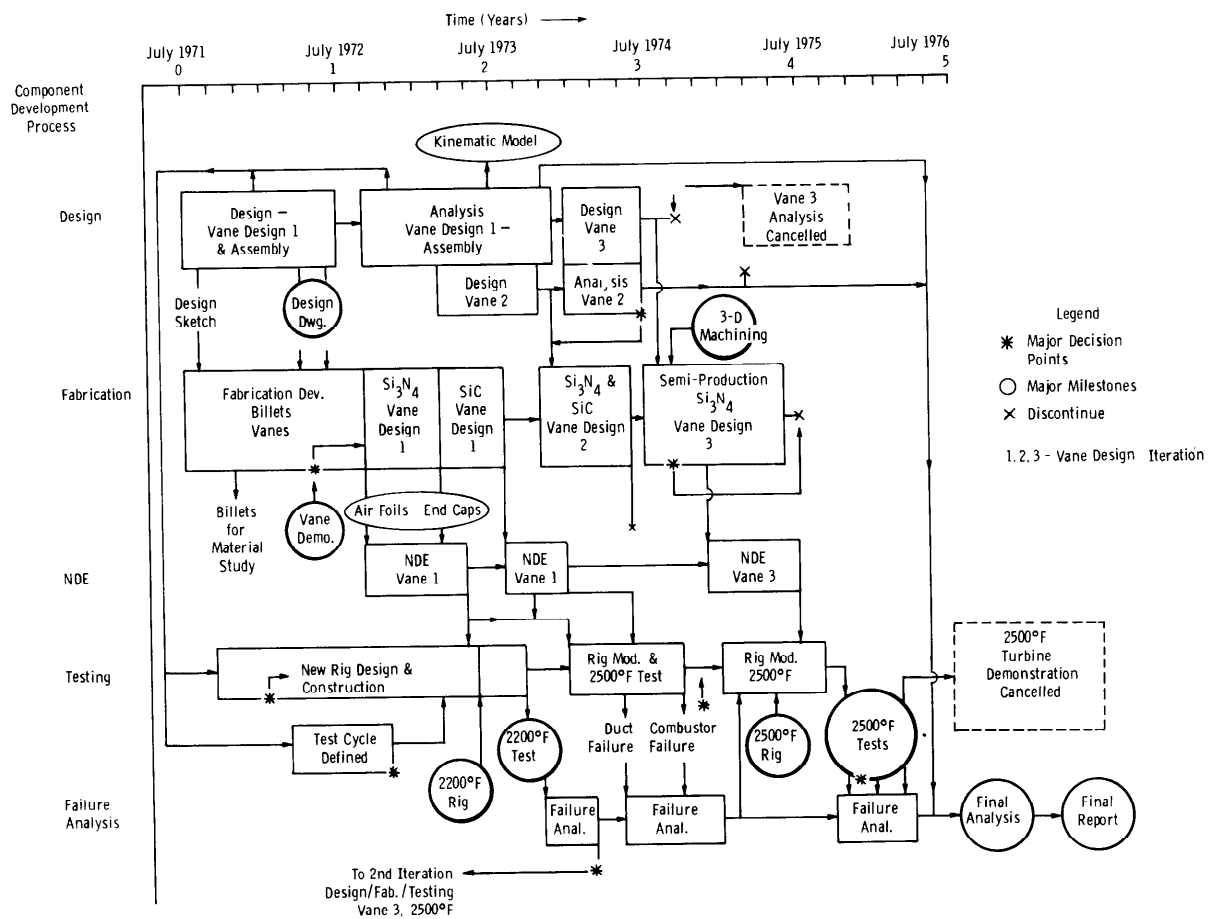 Time (Years)
July 1971
July 1972
July 1973
July 1974
July 1975
July 1976
0
1
2
3
4
5
Component
Development
Process
Kinematic Model
Design
Design –
Vane Design 1
& Assembly
Analysis
Vane Design 1 –
Assembly
Design
Vane
3
Vane 3
Analysis
Cancelled
Design
Vane 2
Anal, sis
Vane 2
Design
Sketch
Design
Dwg.
3-D
Machining
Legend
* Major Decision
Points
Major Milestones
× Discontinue
1, 2, 3 - Vane Design Iteration
Fabrication
Fabrication Dev.
Billets
Vanes
Si3N4
Vane
Design
1
SiC
Vane
Design
1
Si3N4 &
SiC
Vane Design
2
Semi-Production
Si3N4
Vane Design
3
Billets
for
Material
Study
Vane
Demo.
Air Foils End Caps
NDE
NDE
Vane 1
NDE
Vane 1
NDE
Vane 3
Testing
New Rig Design &
Construction
Rig Mod. &
2500°F Test
Rig Mod.
2500°F
2500°F
Turbine
Demonstration
Cancelled
Test Cycle
Defined
2200°F
Rig
2200°F
Test
Duct
Failure
Combustor
Failure
2500°F
Rig
2500°F
Tests
Failure
Analysis
Failure
Anal.
Failure
Anal.
Failure
Anal.
Final
Analysis
Final
Report
To 2nd Iteration
Design/Fab./Testing
Vane 3, 2500°F